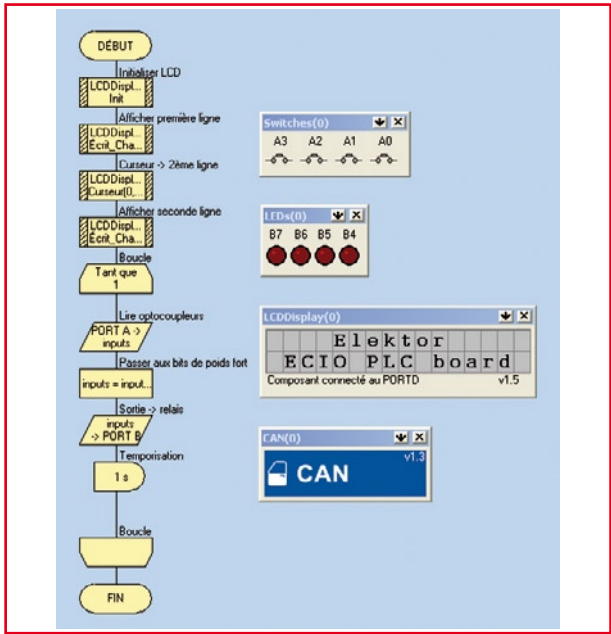 DÉBUT
Initialiser LCD
LCDDispl...
Init
Afficher première ligne
LCDDispl...
Écrit_Cha...
Curseur -> 2ème ligne
LCDDispl...
Curseur(0,...
Afficher seconde ligne
LCDDispl...
Écrit_Cha...
Boucle
Tant que
1
Lire optocoupleurs
PORT A ->
inputs
Passer aux bits de poids fort
inputs = input...
Sortie -> relais
inputs
-> PORT B
Temporisation
1 s
Boucle
FIN
Switches(0)
A3 A2 A1 A0
LEDs(0)
B7 B6 B5 B4
LCDDisplay(0)
Elektor
ECIO PLC board
Composant connecté au PORTD v1.5
CAN(0)
v1.3
CAN